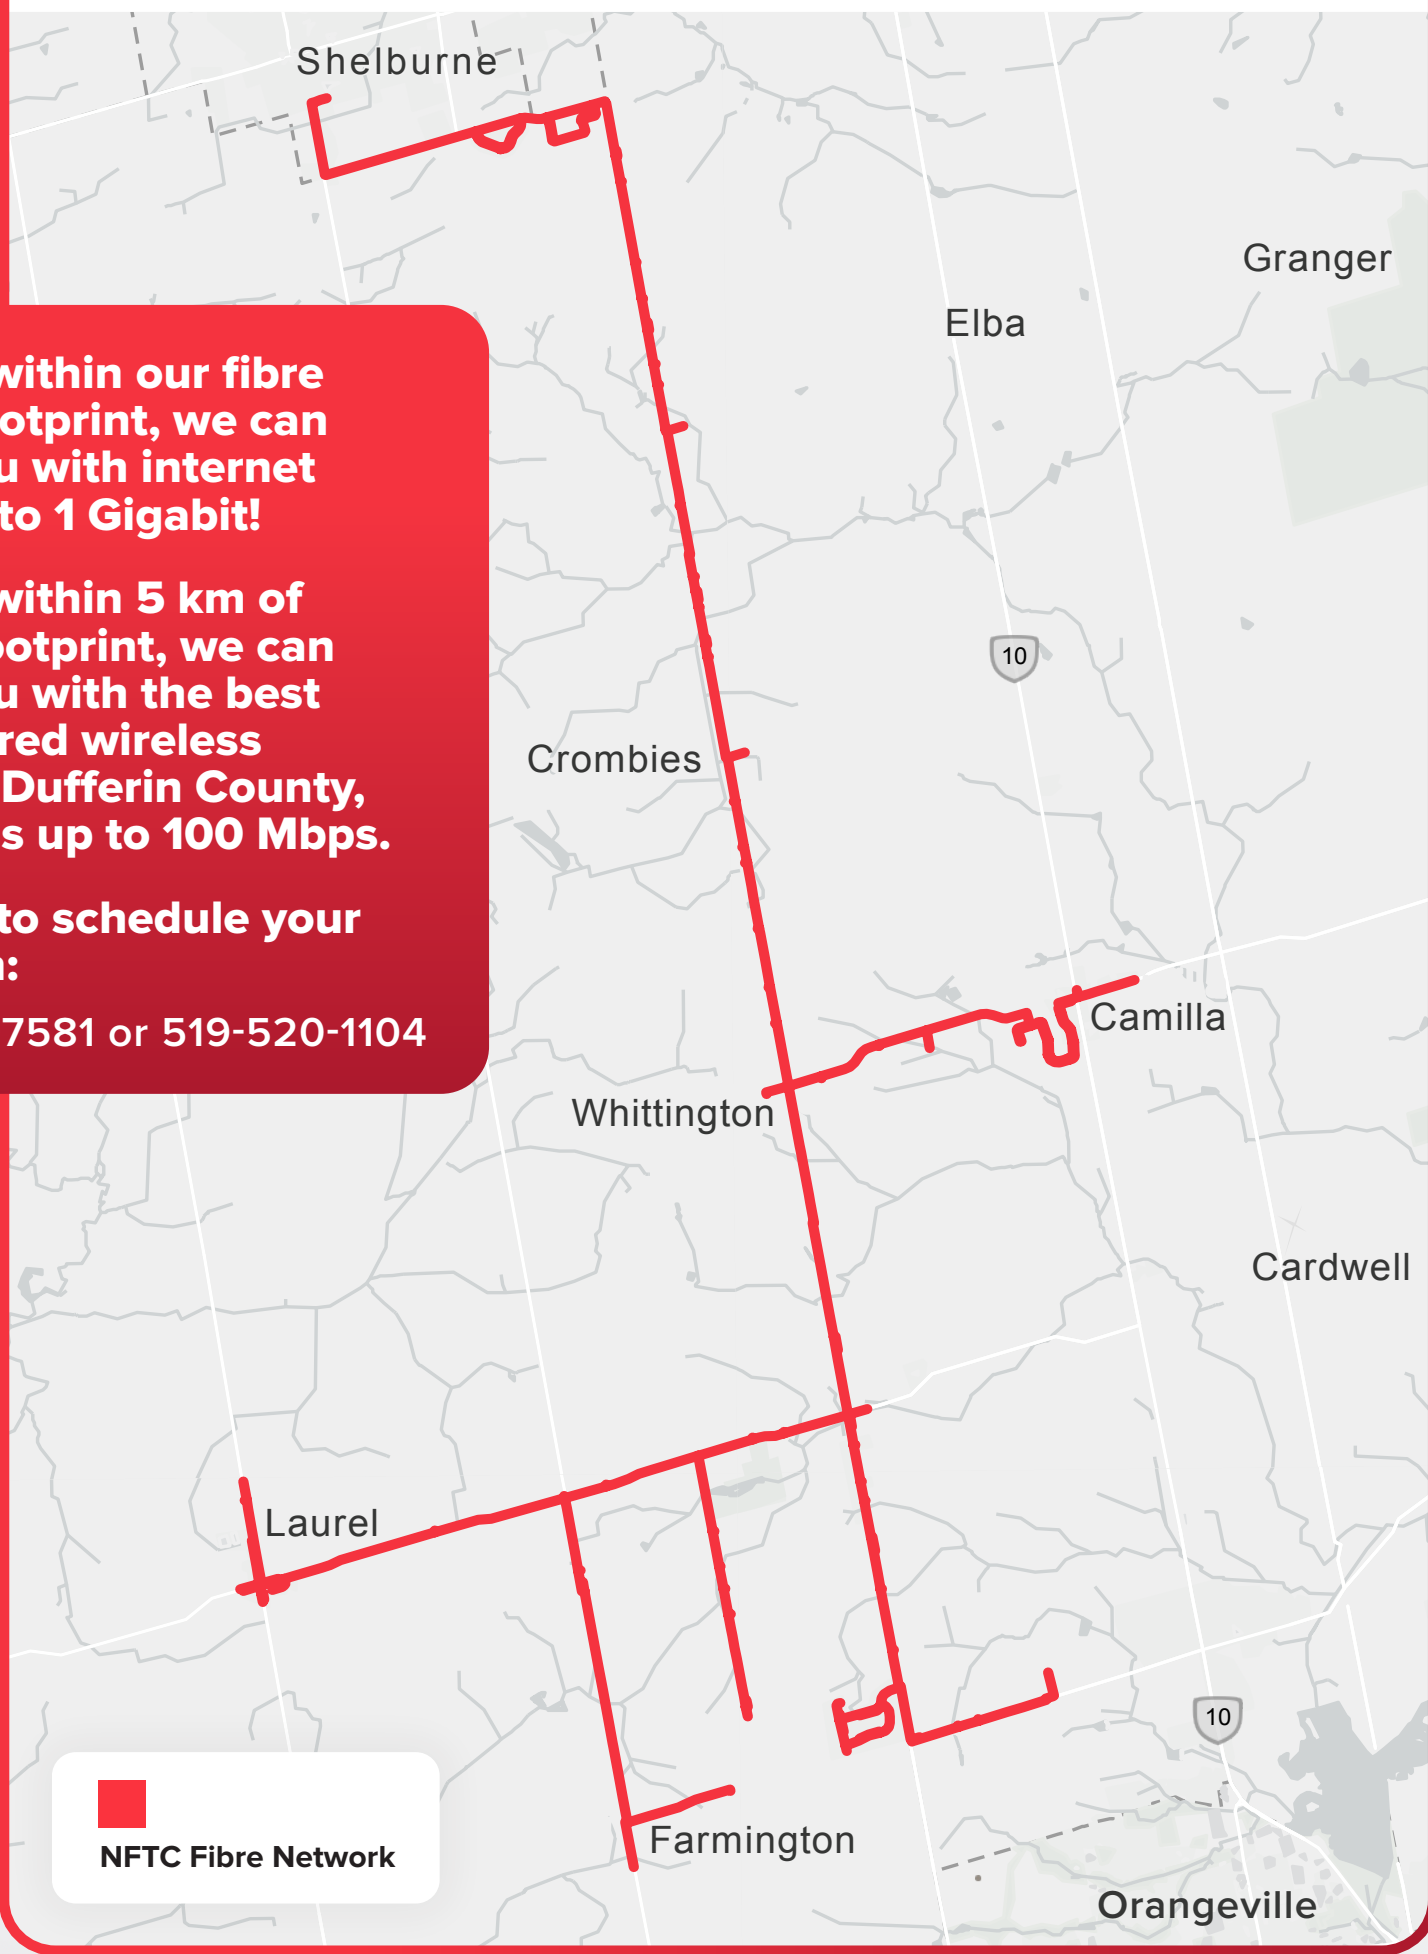 Shelburne
Granger
Elba
within our fibre
otprint, we can
u with internet
to 1 Gigabit!
within 5 km of
ootprint, we can
u with the best
red wireless
Dufferin County,
s up to 100 Mbps.
to schedule your
n:
7581 or 519-520-1104
10
Crombies
Camilla
Whittington
Cardwell
Laurel
10
NFTC Fibre Network
Farmington
Orangeville